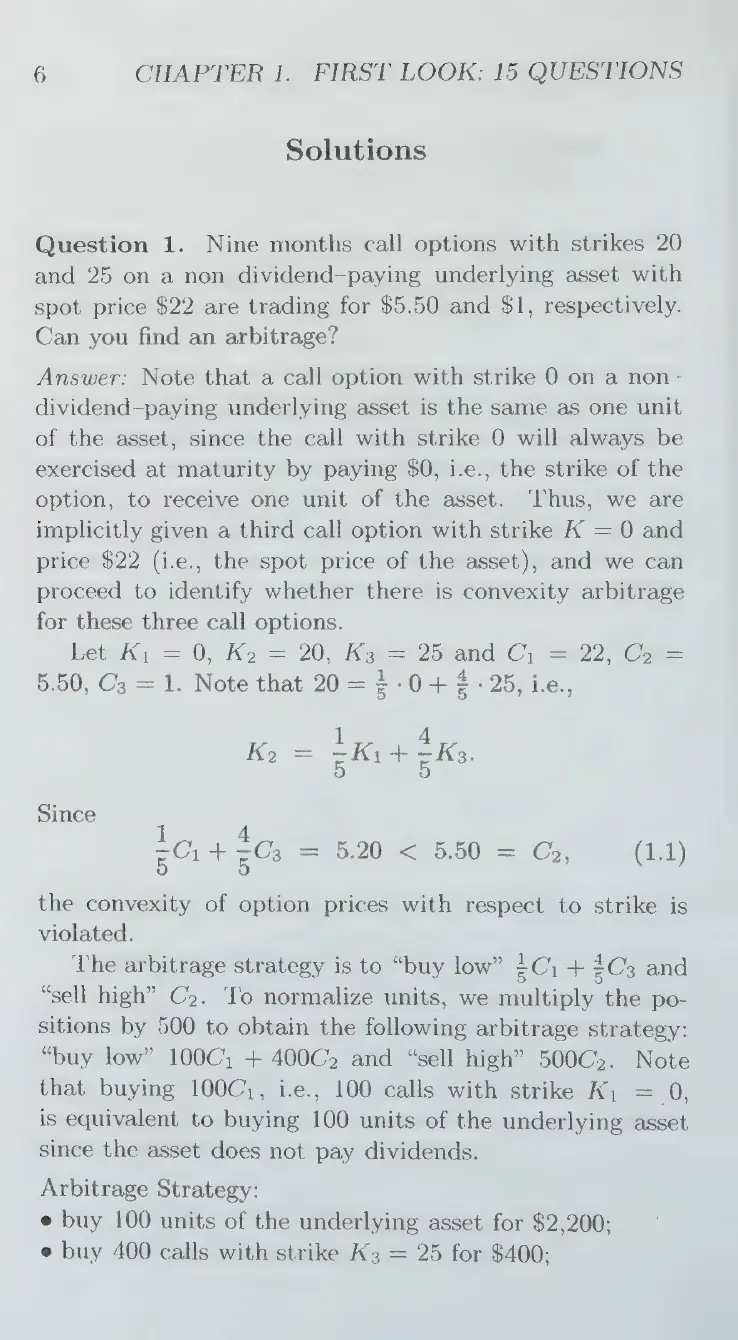 6 CHAPTER 1. FIRST LOOK: 15 QUESTIONS
Solutions
Question 1. Nine months call options with strikes 20
and 25 on a non dividend–paying underlying asset with
spot price $22 are trading for $5.50 and $1, respectively.
Can you find an arbitrage?
Answer: Note that a call option with strike 0 on a non-
dividend–paying underlying asset is the same as one unit
of the asset, since the call with strike 0 will always be
exercised at maturity by paying $0, i.e., the strike of the
option, to receive one unit of the asset. Thus, we are
implicitly given a third call option with strike K = 0 and
price $22 (i.e., the spot price of the asset), and we can
proceed to identify whether there is convexity arbitrage
for these three call options.
Let K₁ = 0, K₂ = 20, K₃ = 25 and C₁ = 22, C₂ =
5.50, C₃ = 1. Note that 20 = 1/5 · 0 + 4/5 · 25, i.e.,
K₂ = 1/5 K₁ + 4/5 K₃.
Since
1/5 C₁ + 4/5 C₃ = 5.20 < 5.50 = C₂, (1.1)
the convexity of option prices with respect to strike is
violated.
The arbitrage strategy is to “buy low” 1/5 C₁ + 4/5 C₃ and
“sell high” C₂. To normalize units, we multiply the po-
sitions by 500 to obtain the following arbitrage strategy:
“buy low” 100C₁ + 400C₂ and “sell high” 500C₂. Note
that buying 100C₁, i.e., 100 calls with strike K₁ = 0,
is equivalent to buying 100 units of the underlying asset
since the asset does not pay dividends.
Arbitrage Strategy:
• buy 100 units of the underlying asset for $2,200;
• buy 400 calls with strike K₃ = 25 for $400;